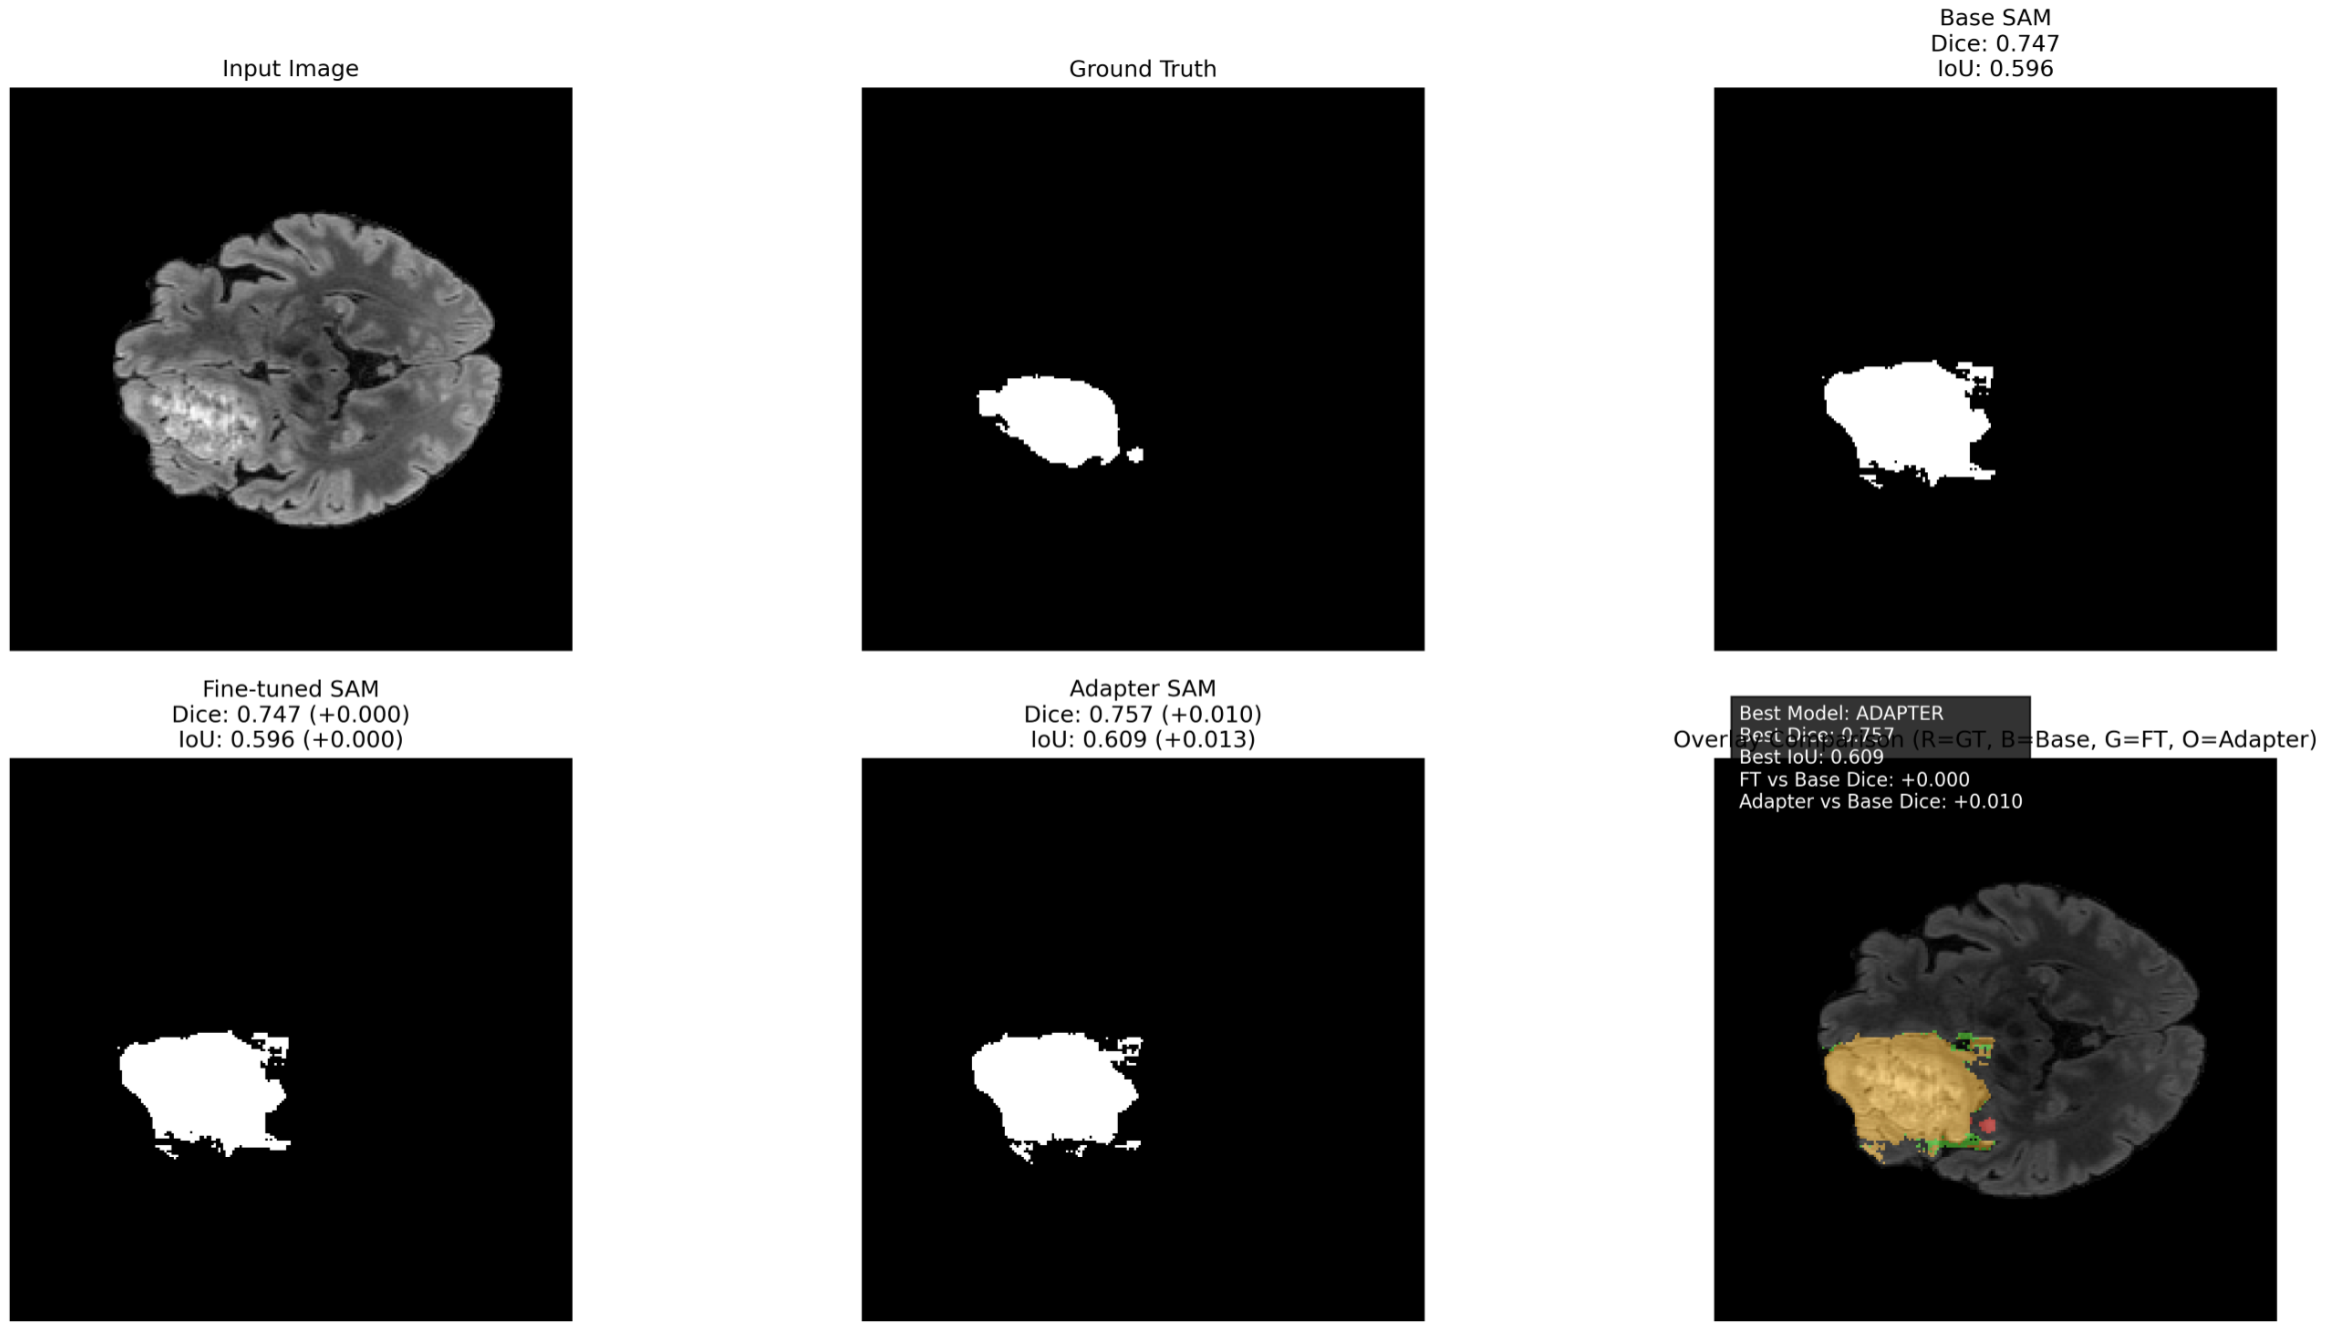 Input Image
Ground Truth
Base SAM
Dice: 0.747
IoU: 0.596
Fine-tuned SAM
Dice: 0.747 (+0.000)
IoU: 0.596 (+0.000)
Adapter SAM
Dice: 0.757 (+0.010)
IoU: 0.609 (+0.013)
Overlay Comparison (R=GT, B=Base, G=FT, O=Adapter)
Best Model: ADAPTER
Best Dice: 0.757
Best IoU: 0.609
FT vs Base Dice: +0.000
Adapter vs Base Dice: +0.010